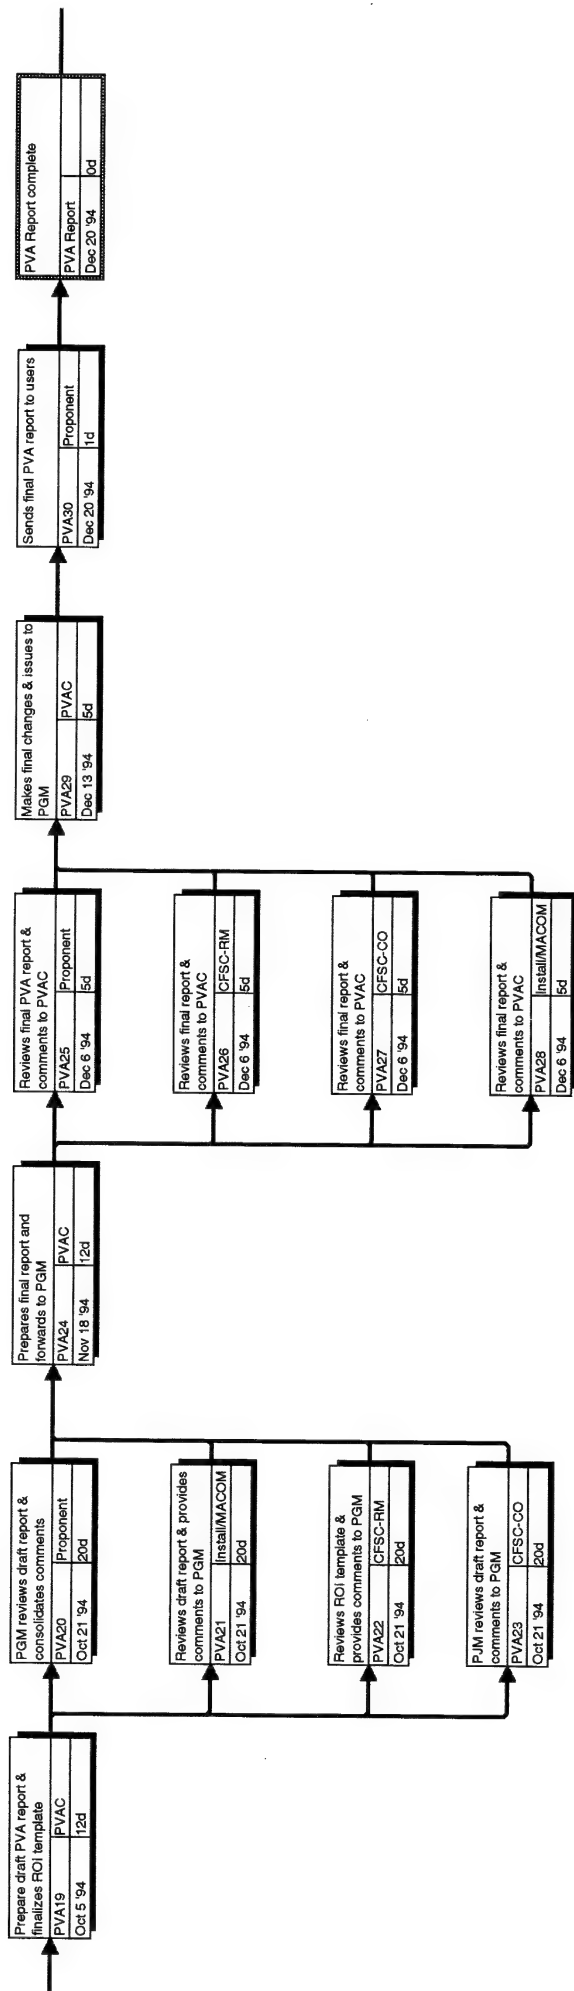 Prepare draft PVA report &
finalizes ROI template
PVA19 PVAC
Oct 5 '94 12d
PGM reviews draft report &
consolidates comments
PVA20 Proponent
Oct 21 '94 20d
Reviews draft report & provides
comments to PGM
PVA21 Install/MACOM
Oct 21 '94 20d
Reviews ROI template &
provides comments to PGM
PVA22 CFSC-RM
Oct 21 '94 20d
PJM reviews draft report &
comments to PGM
PVA23 CFSC-CO
Oct 21 '94 20d
Prepares final report and
forwards to PGM
PVA24 PVAC
Nov 18 '94 12d
Reviews final PVA report &
comments to PVAC
PVA25 Proponent
Dec 6 '94 5d
Reviews final report &
comments to PVAC
PVA26 CFSC-RM
Dec 6 '94 5d
Reviews final report &
comments to PVAC
PVA27 CFSC-CO
Dec 6 '94 5d
Reviews final report &
comments to PVAC
PVA28 Install/MACOM
Dec 6 '94 5d
Makes final changes & issues to
PGM
PVA29 PVAC
Dec 13 '94 5d
Sends final PVA report to users
PVA30 Proponent
Dec 20 '94 1d
PVA Report complete
PVA Report
Dec 20 '94 0d